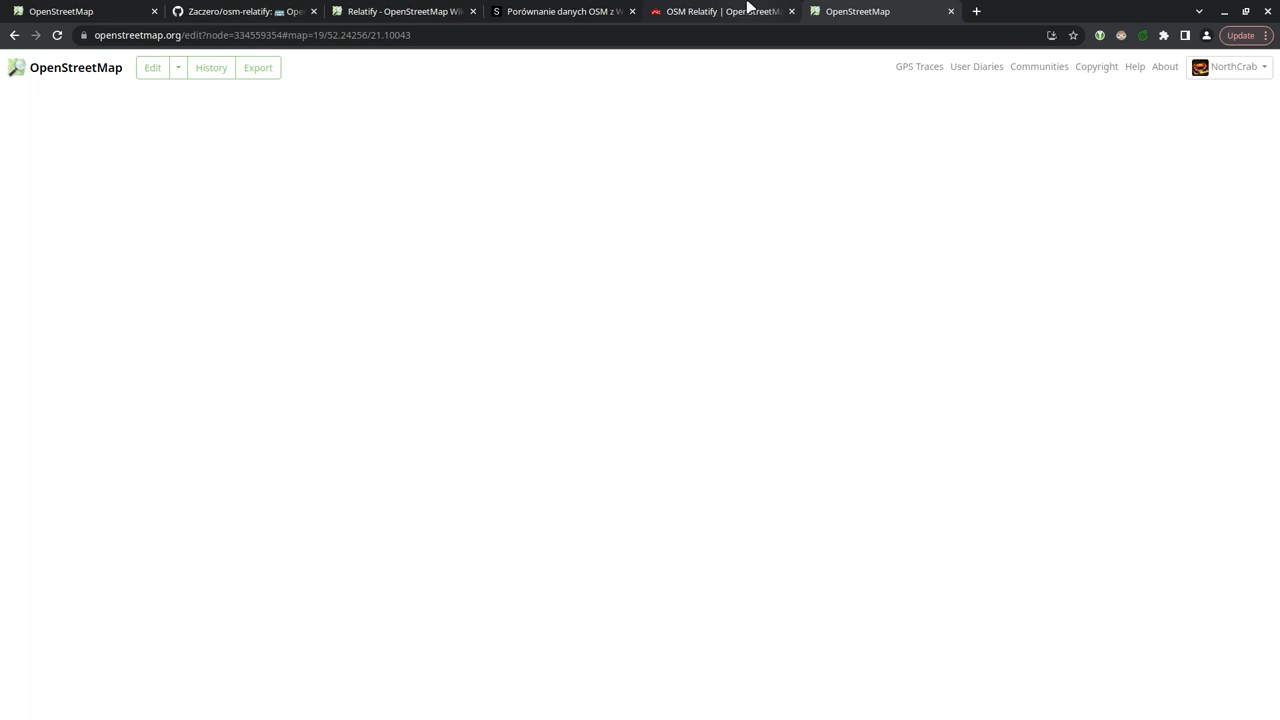 OpenStreetMap
Zaczero/osm-relatify: 🚌 Ope
Relatify - OpenStreetMap Wi
Porównanie danych OSM z W
OSM Relatify | OpenStreetM
OpenStreetMap
openstreetmap.org/edit?node=334559354#map=19/52.24256/21.10043
Update
OpenStreetMap
Edit
History
Export
GPS Traces
User Diaries
Communities
Copyright
Help
About
NorthCrab